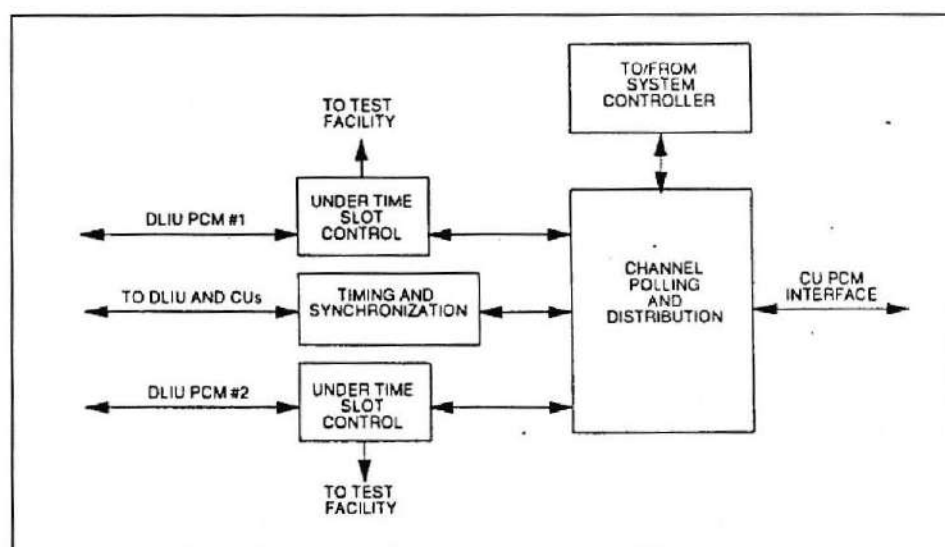 TO/FROM
SYSTEM
CONTROLLER
TO TEST
FACILITY
DLIU PCM #1
UNDER TIME
SLOT
CONTROL
TO DLIU AND CUs
TIMING AND
SYNCHRONIZATION
CHANNEL
POLLING
AND
DISTRIBUTION
CU PCM
INTERFACE
DLIU PCM #2
UNDER TIME
SLOT
CONTROL
TO TEST
FACILITY